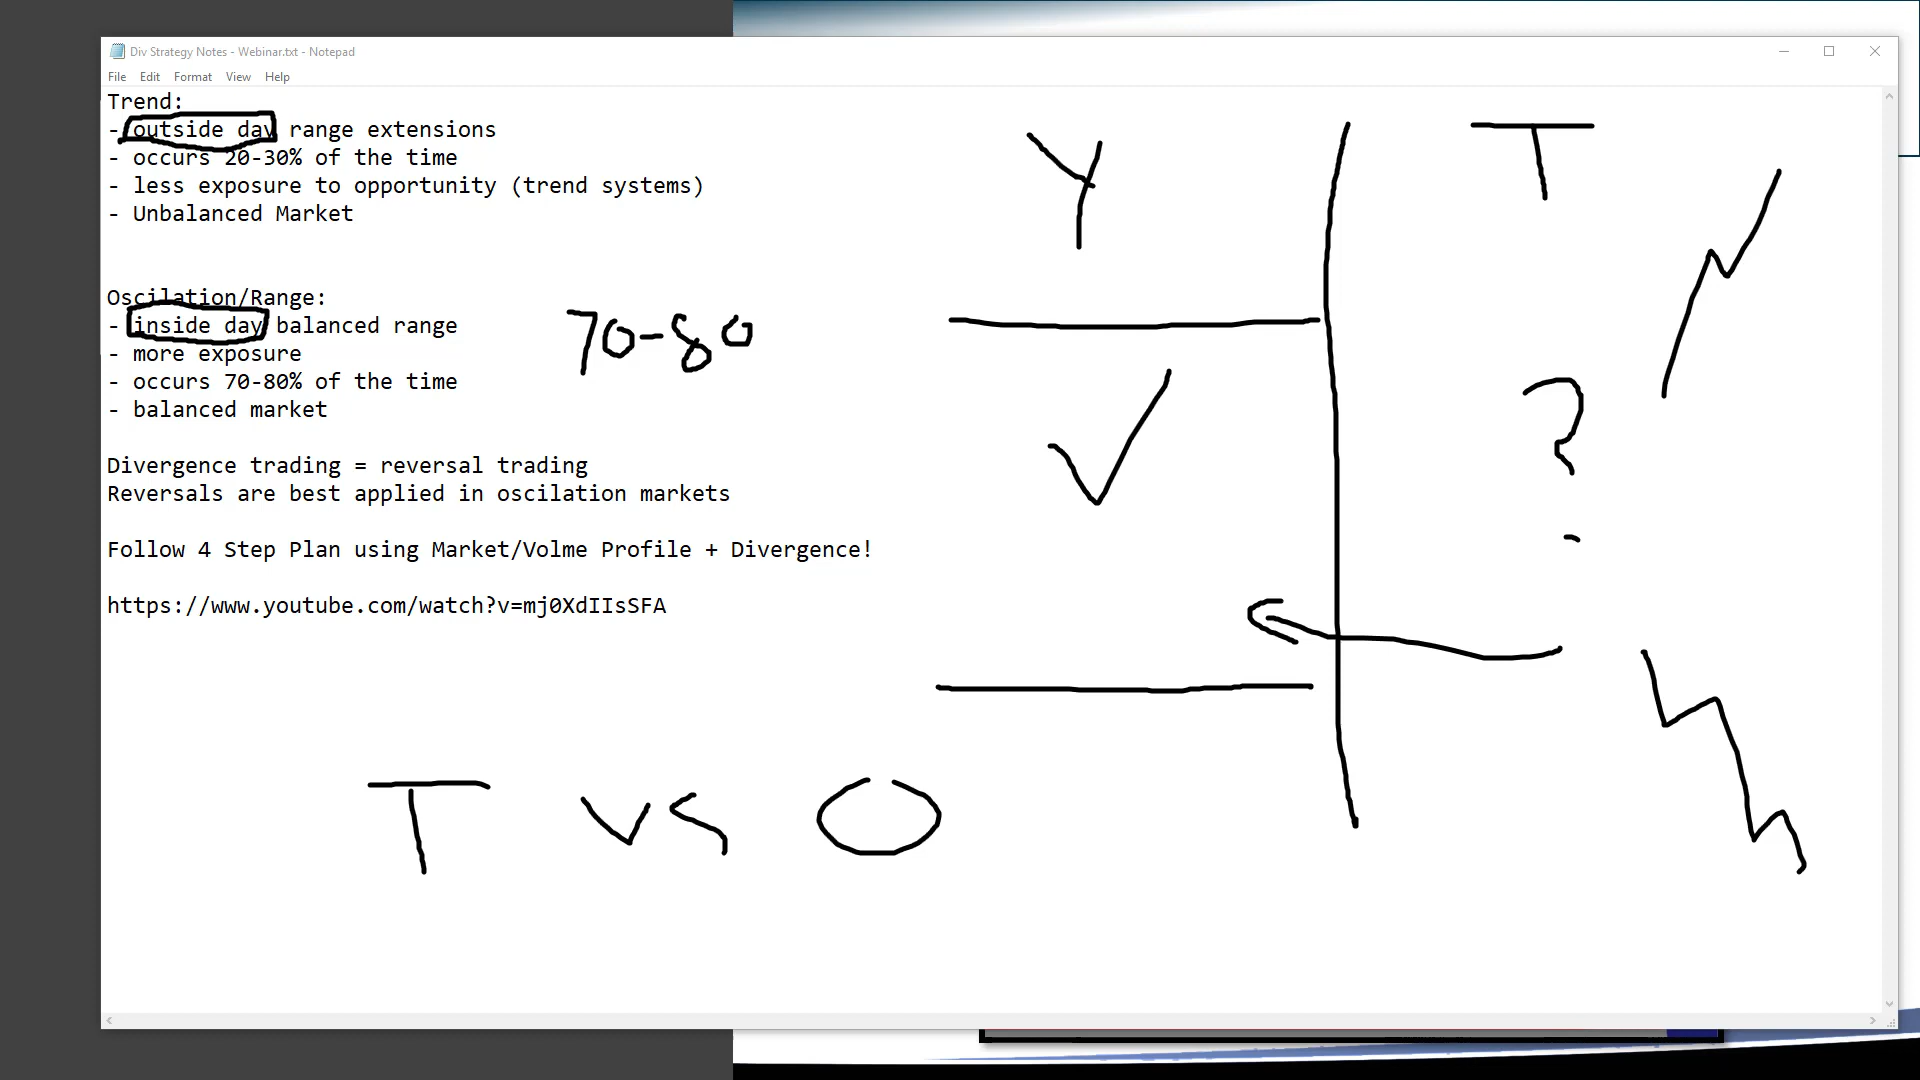 Div Strategy Notes - Webinar.txt - Notepad
File Edit Format View Help
Trend:
- outside day range extensions
- occurs 20-30% of the time
- less exposure to opportunity (trend systems)
- Unbalanced Market
Oscilation/Range:
- inside day balanced range
- more exposure
- occurs 70-80% of the time
- balanced market
Divergence trading = reversal trading
Reversals are best applied in oscilation markets
Follow 4 Step Plan using Market/Volme Profile + Divergence!
https://www.youtube.com/watch?v=mj0XdIIsSFA
70-80
Y
T
?
T vs O